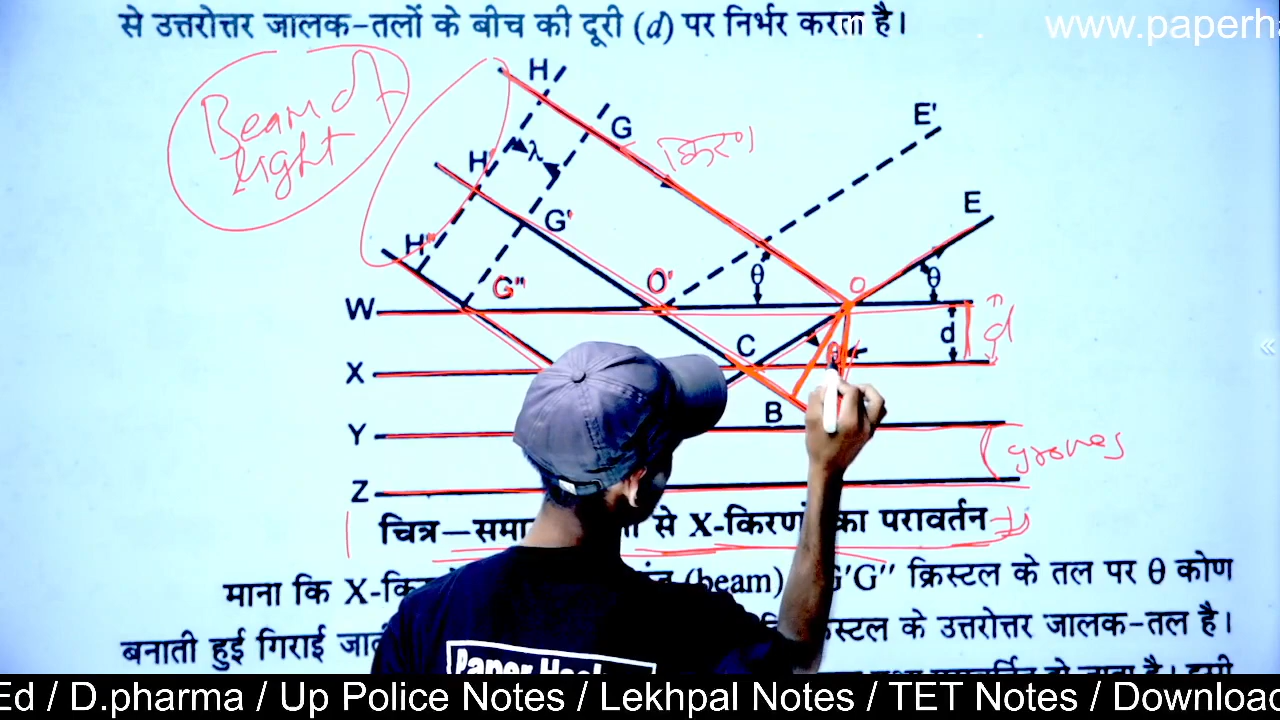 से उत्तरोत्तर जालक-तलों के बीच की दूरी (d) पर निर्भर करता है।
www.paperha
Beam of
light
H
H'
H"
λ
G
G'
G"
किरण
E'
E
O'
O
θ
θ
W
C
d
d
X
B
Y
Z
चित्र—समा से X-किरणों का परावर्तन
माना कि X-कि (beam) G'G'' क्रिस्टल के तल पर θ कोण
बनाती हुई गिराई जाती क्रिस्टल के उत्तरोत्तर जालक-तल है।
Paper Hac
Ed / D.pharma / Up Police Notes / Lekhpal Notes / TET Notes / Download